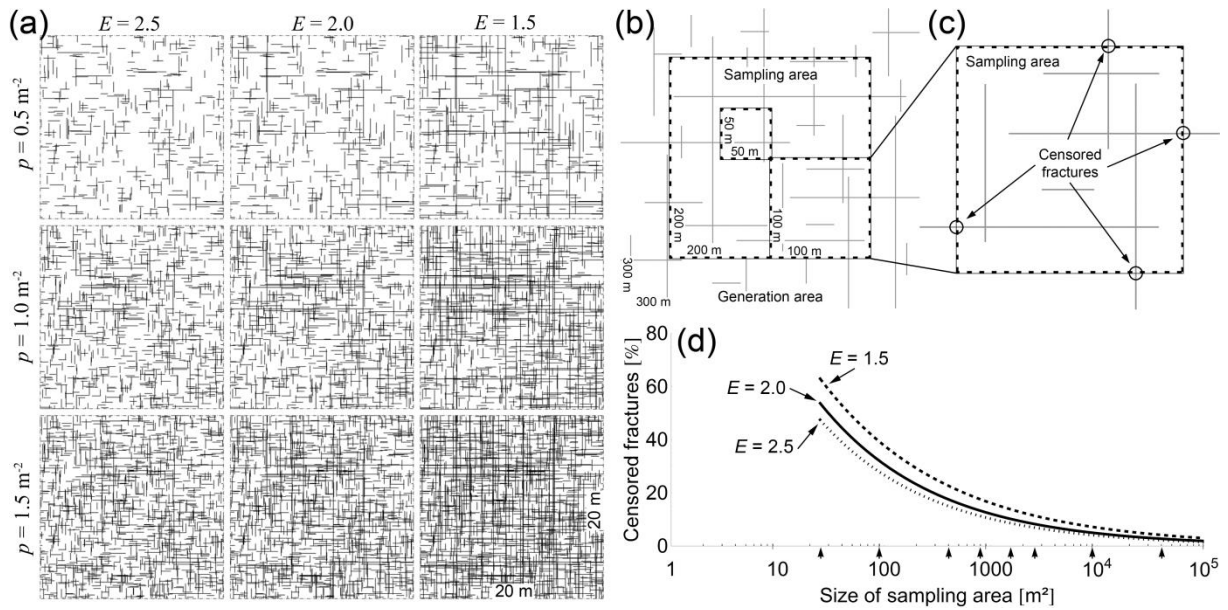 (a)
E = 2.5
E = 2.0
E = 1.5
p = 0.5 m⁻²
p = 1.0 m⁻²
p = 1.5 m⁻²
20 m
20 m
(b)
Sampling area
50 m
50 m
200 m
200 m
100 m
100 m
300 m
300 m
Generation area
(c)
Sampling area
Censored
fractures
(d)
Censored fractures [%]
80
60
40
20
0
E = 1.5
E = 2.0
E = 2.5
1
10
100
1000
10⁴
10⁵
Size of sampling area [m²]